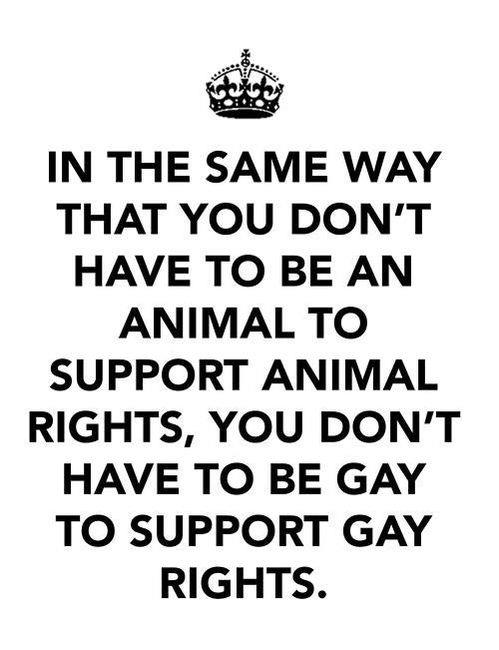 IN THE SAME WAY
THAT YOU DON'T
HAVE TO BE AN
ANIMAL TO
SUPPORT ANIMAL
RIGHTS, YOU DON'T
HAVE TO BE GAY
TO SUPPORT GAY
RIGHTS.